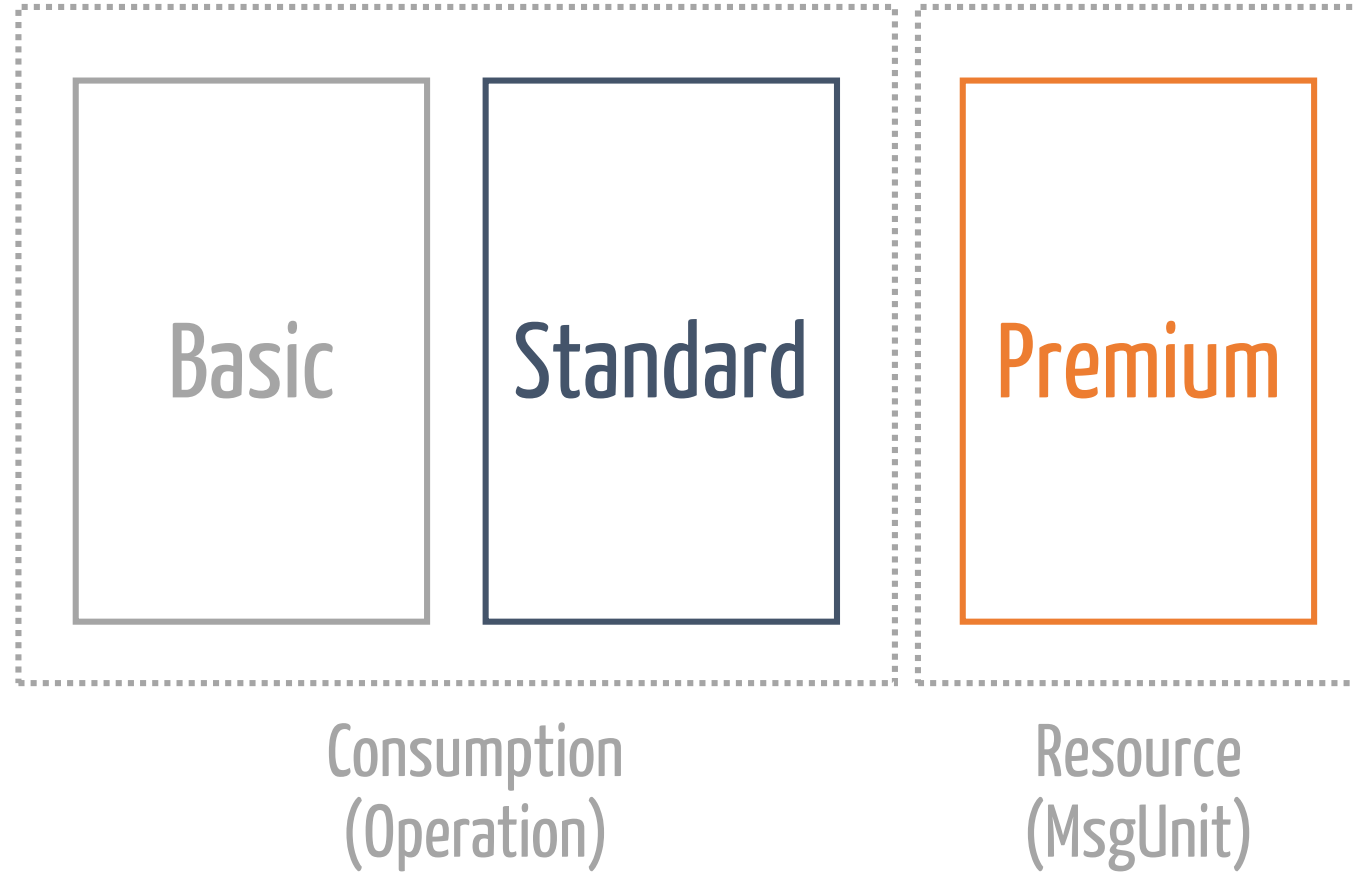 Basic
Standard
Premium
Consumption
(Operation)
Resource
(MsgUnit)